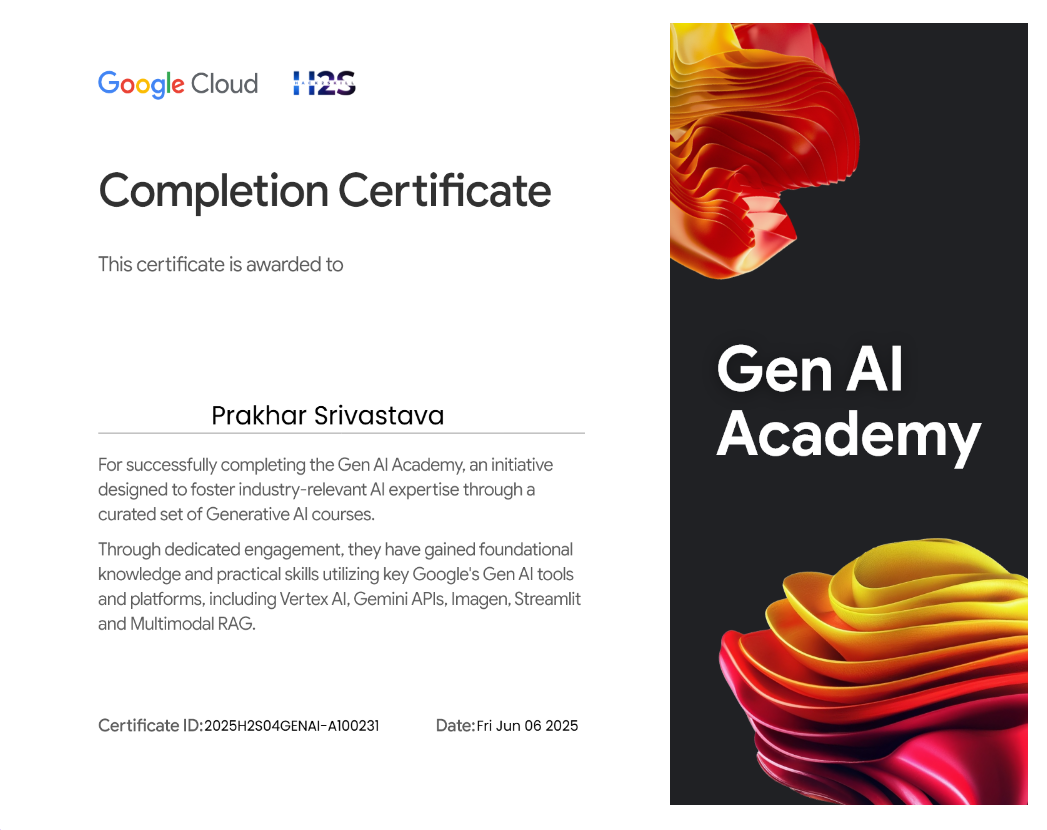 Google Cloud H2S
Completion Certificate
This certificate is awarded to
Prakhar Srivastava
For successfully completing the Gen AI Academy, an initiative
designed to foster industry-relevant AI expertise through a
curated set of Generative AI courses.
Through dedicated engagement, they have gained foundational
knowledge and practical skills utilizing key Google's Gen AI tools
and platforms, including Vertex AI, Gemini APIs, Imagen, Streamlit
and Multimodal RAG.
Certificate ID: 2025H2S04GENAI-A100231 Date: Fri Jun 06 2025
Gen AI
Academy